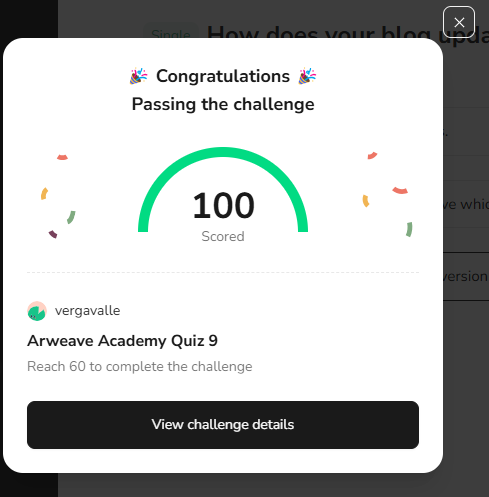 Single
How does your blog upda
Congratulations
Passing the challenge
100
Scored
ve which
version
vergavalle
Arweave Academy Quiz 9
Reach 60 to complete the challenge
View challenge details